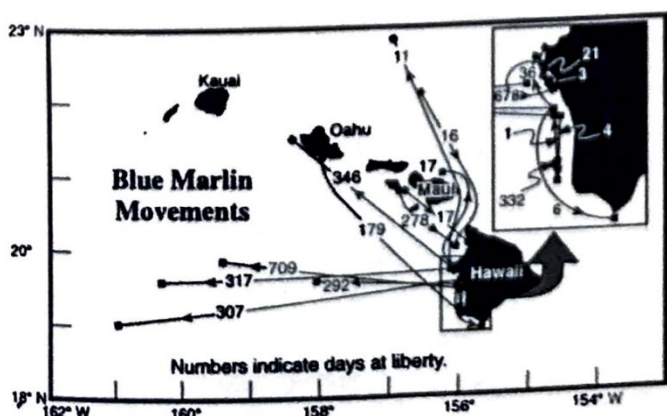 23° N
11
Kauai
Oahu
36
21
3
678
16
1
4
346
17
Maui
Blue Marlin
Movements
332
278
17
6
179
20°
709
Hawaii
317
292
307
Numbers indicate days at liberty.
18° N
162° W
160°
158°
156°
154° W